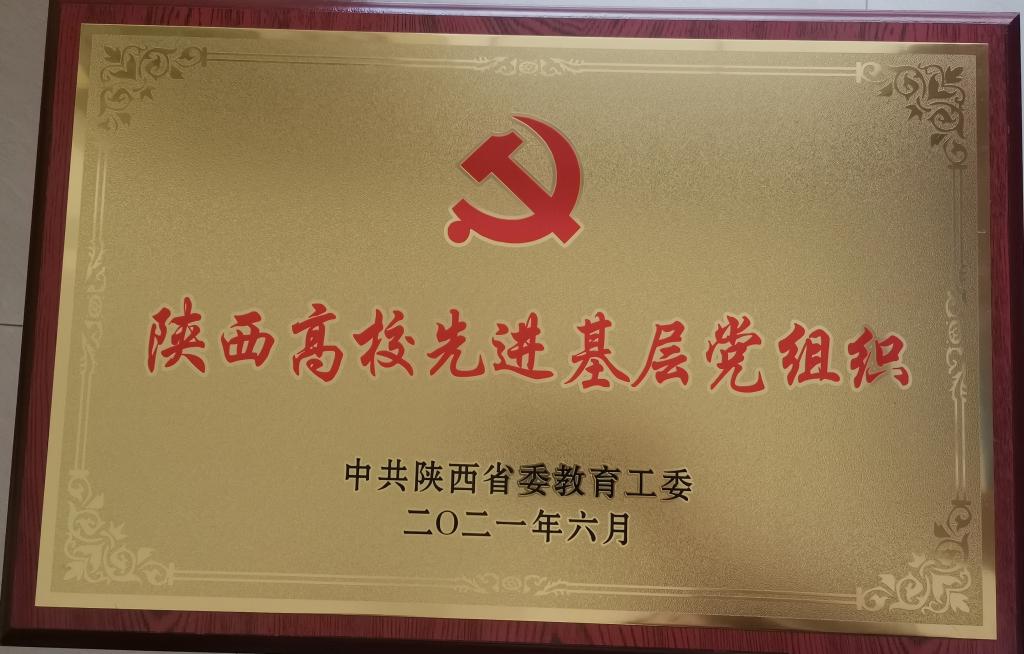 陕西高校先进基层党组织
中共陕西省委教育工委
二〇二一年六月